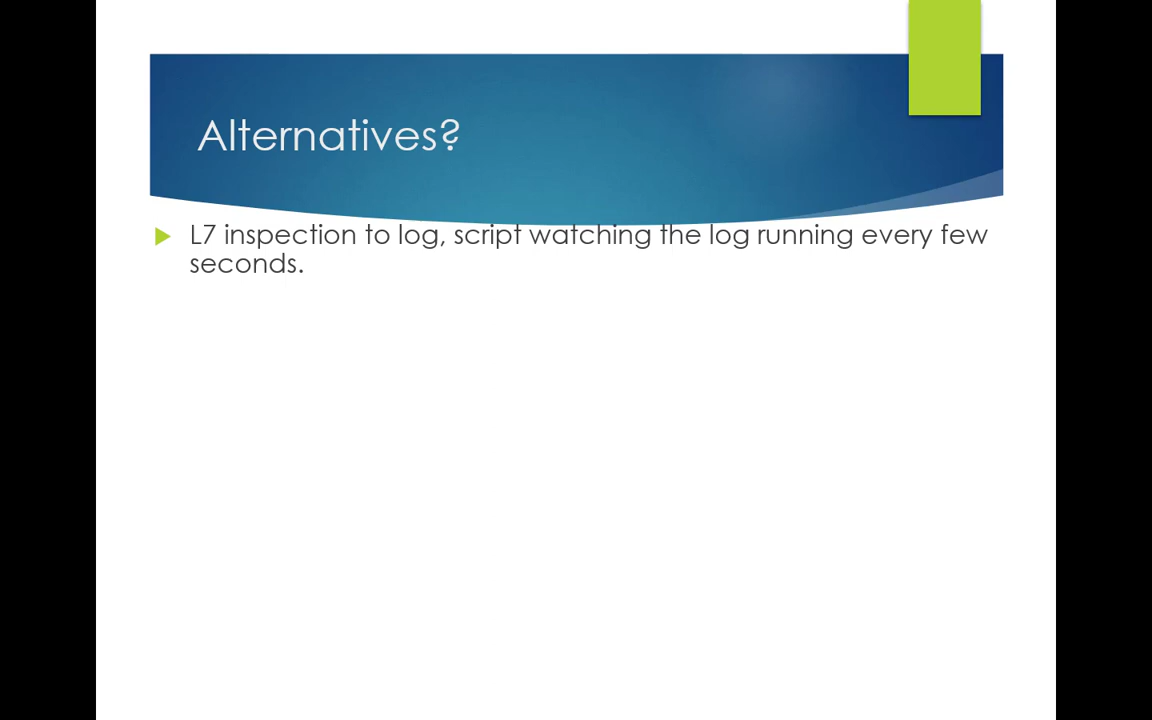 Alternatives?
L7 inspection to log, script watching the log running every few
seconds.